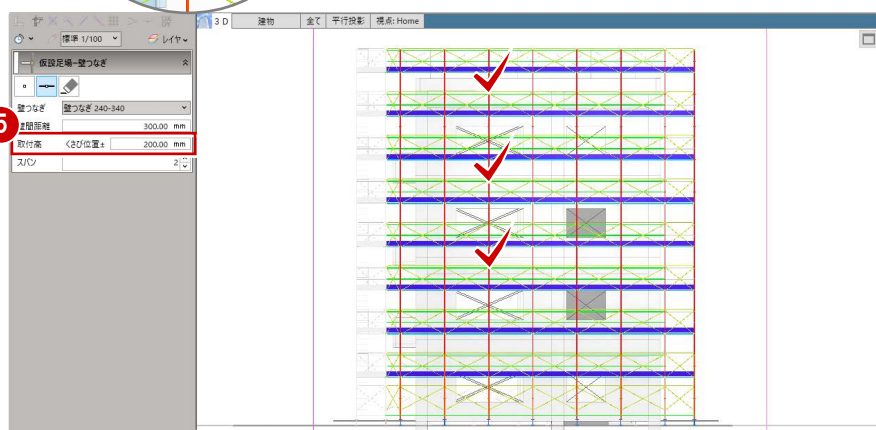 3 D
建物
全て
平行投影
視点: Home
標準 1/100
レイヤ
仮設足場-壁つなぎ
壁つなぎ 壁つなぎ 240-340
5
壁間距離 300.00 mm
取付高 くさび位置± 200.00 mm
スパン 2